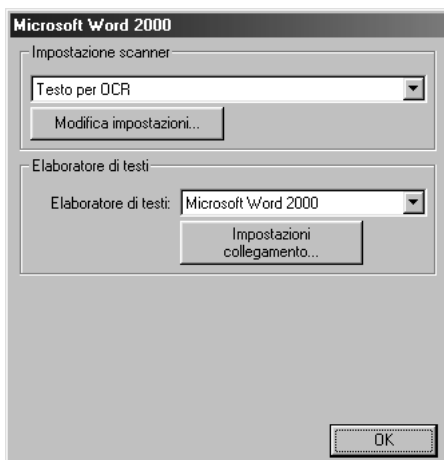 Microsoft Word 2000
Impostazione scanner
Testo per OCR
Modifica impostazioni...
Elaboratore di testi
Elaboratore di testi: Microsoft Word 2000
Impostazioni
collegamento...
OK